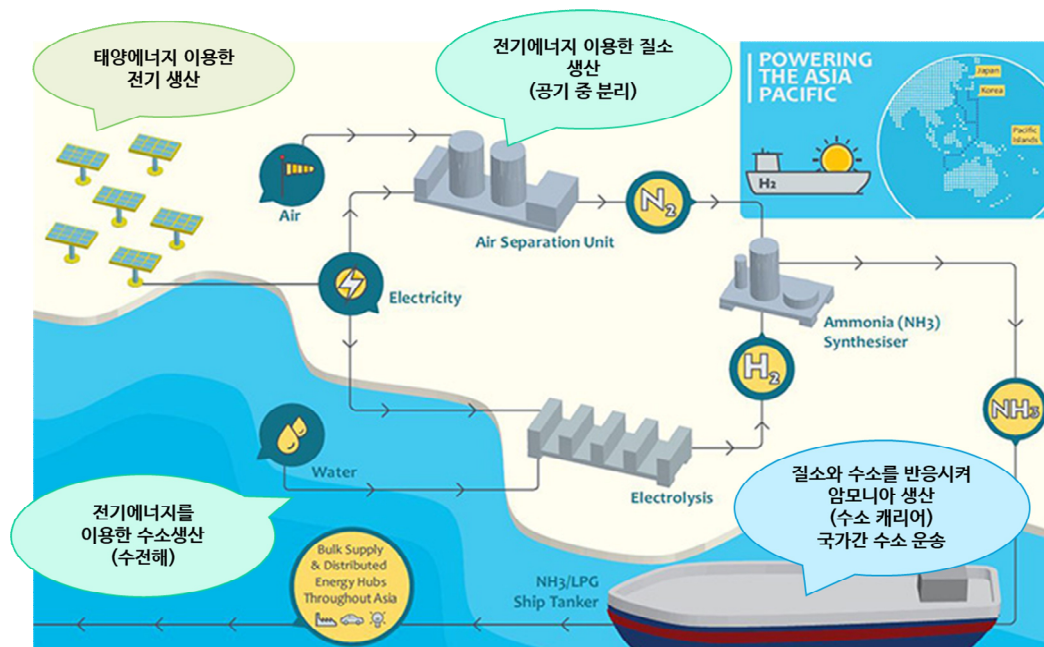 태양에너지 이용한
전기 생산
전기에너지 이용한 질소
생산
(공기 중 분리)
POWERING
THE ASIA
PACIFIC
Japan
Korea
Pacific
Islands
H2
Air
Air Separation Unit
N2
Electricity
Ammonia (NH3)
Synthesiser
H2
NH3
Water
Electrolysis
질소와 수소를 반응시켜
암모니아 생산
(수소 캐리어)
국가간 수소 운송
전기에너지를
이용한 수소생산
(수전해)
Bulk Supply
& Distributed
Energy Hubs
Throughout Asia
NH3/LPG
Ship Tanker